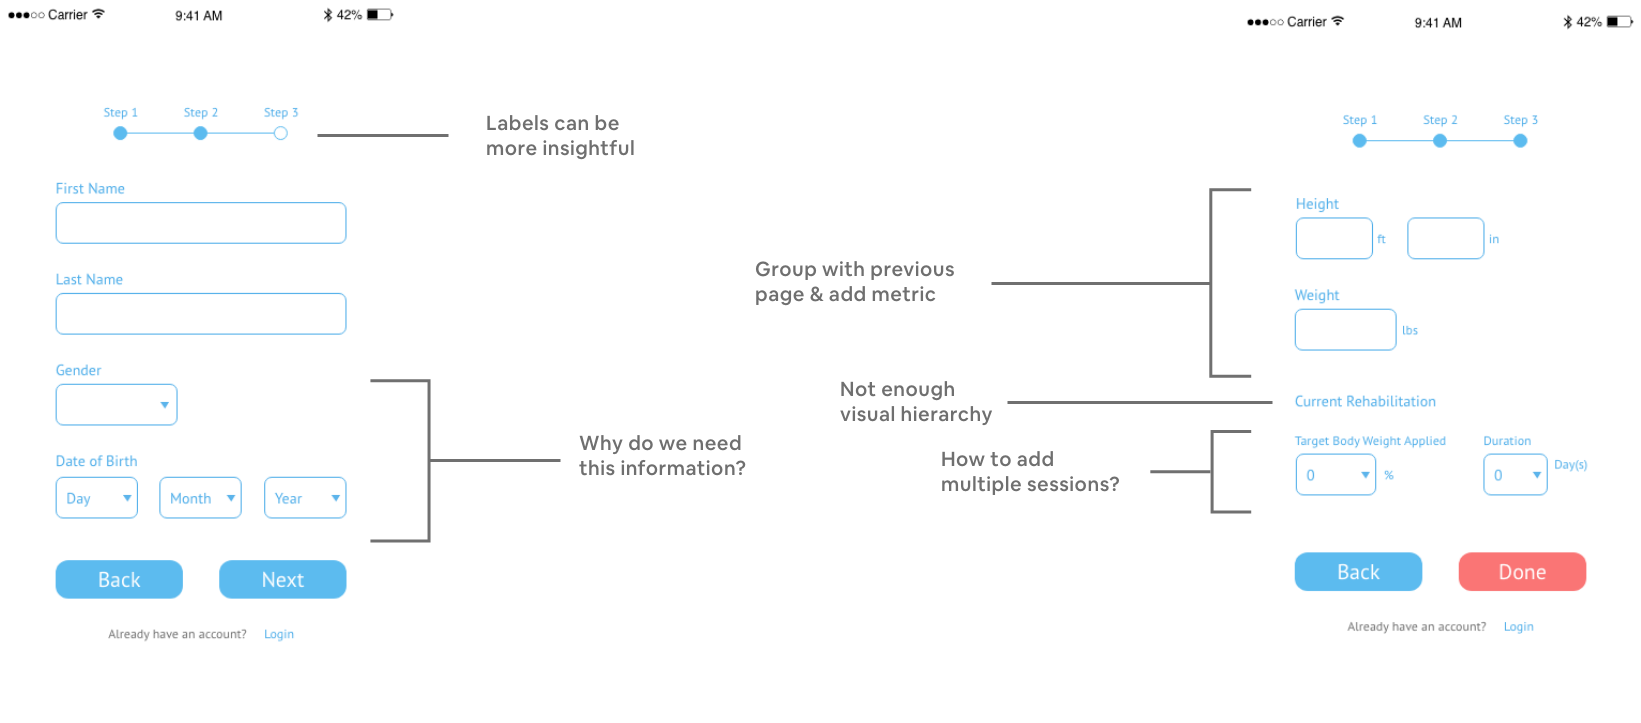 Carrier 9:41 AM 42%
Step 1 Step 2 Step 3
First Name
Last Name
Gender
Date of Birth
Day Month Year
Back Next
Already have an account? Login
Labels can be
more insightful
Why do we need
this information?
Group with previous
page & add metric
Not enough
visual hierarchy
How to add
multiple sessions?
Carrier 9:41 AM 42%
Step 1 Step 2 Step 3
Height
ft in
Weight
lbs
Current Rehabilitation
Target Body Weight Applied Duration
0 % 0 Day(s)
Back Done
Already have an account? Login